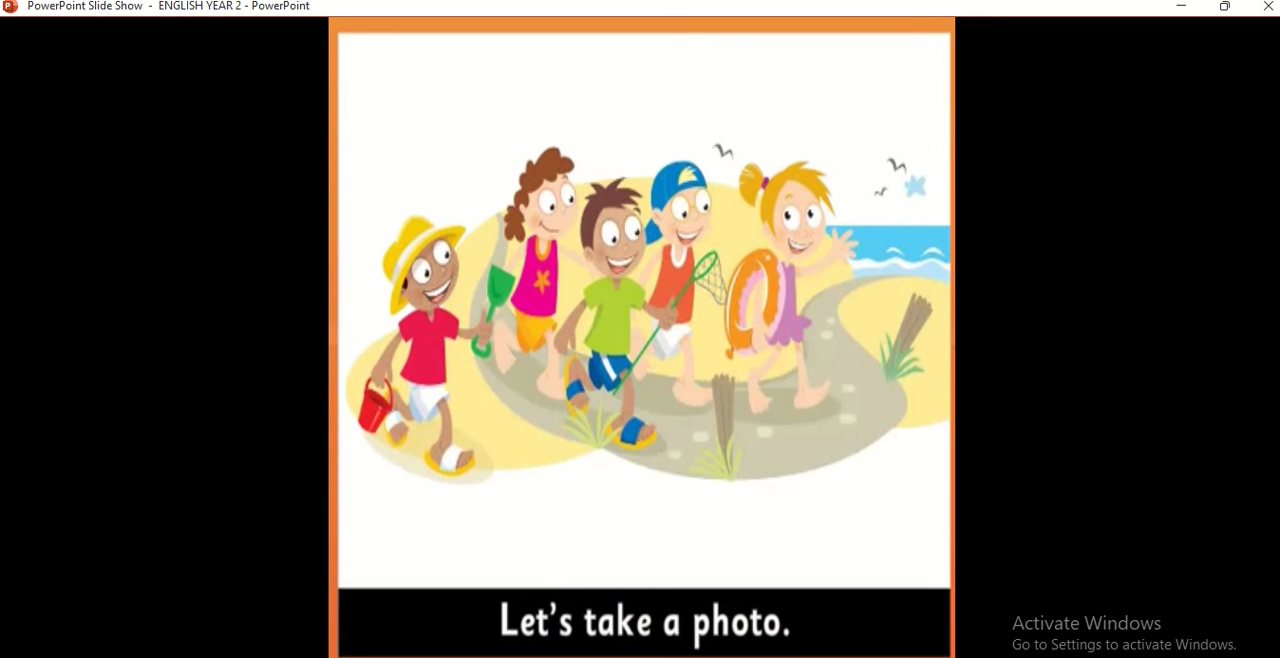 PowerPoint Slide Show - ENGLISH YEAR 2 - PowerPoint
Let's take a photo.
Activate Windows
Go to Settings to activate Windows.